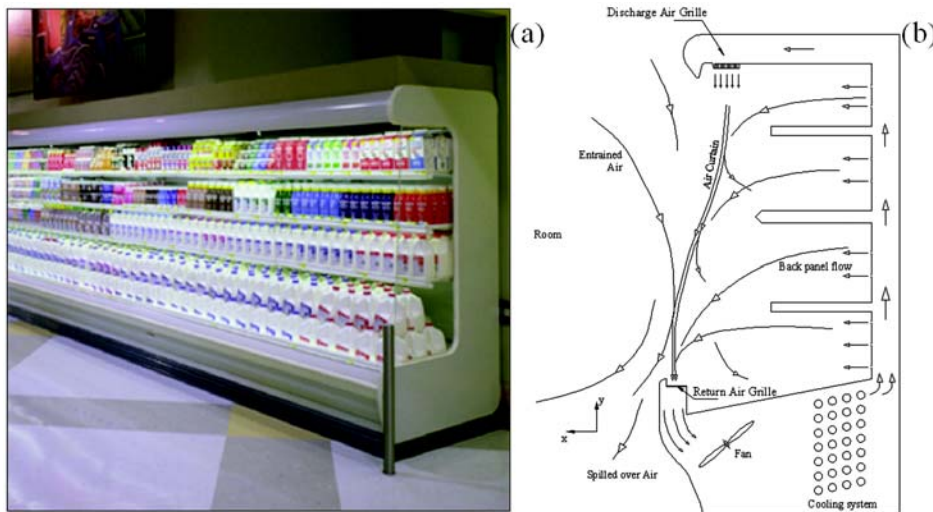 (a)
(b)
Discharge Air Grille
Entrained
Air
Air Curtain
Room
Back panel flow
Return Air Grille
y
x
Fan
Spilled over Air
Cooling system